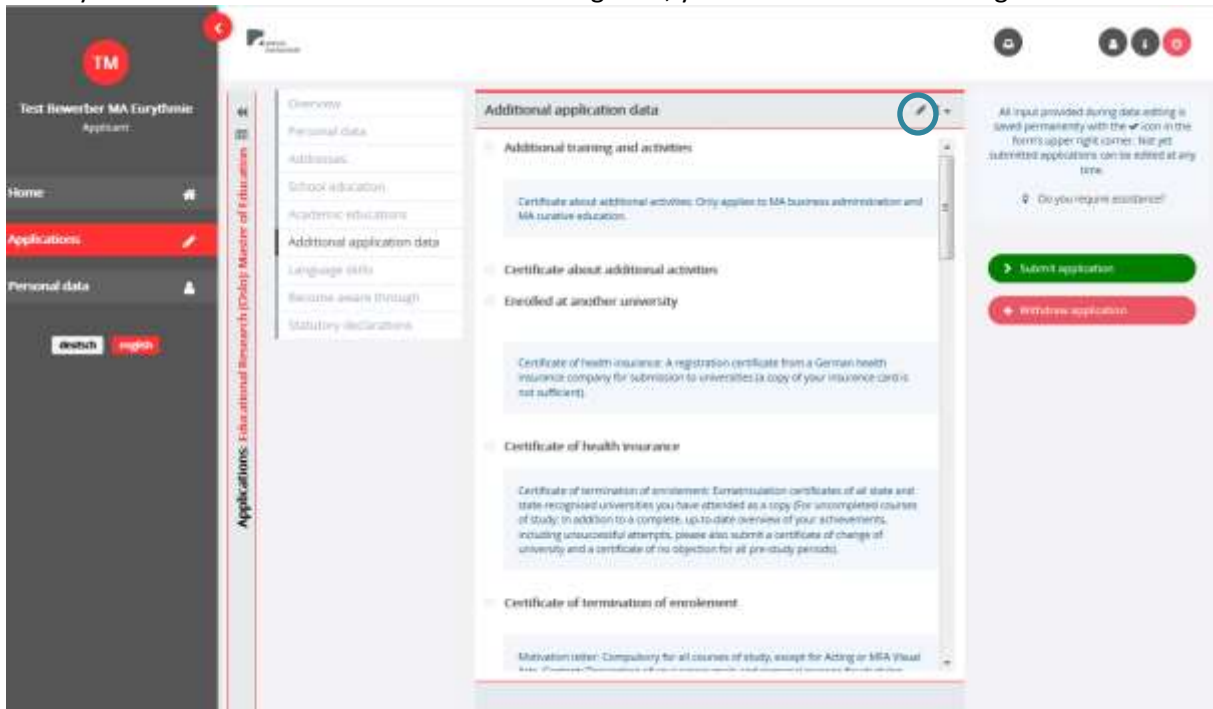 TM
Test Bewerber MA Eurythmie
Applicant
Home
Applications
Personal data
deutsch english
Applications: Educational Research (Oslo): Master of Education
Overview
Personal data
Addresses
School education
Academic educations
Additional application data
Language skills
Become aware through
Statutory declarations
Additional application data
Additional training and activities
Certificate about additional activities: Only applies to MA business administration and
MA curative education.
Certificate about additional activities
Enrolled at another university
Certificate of health insurance: A registration certificate from a German health
insurance company for submission to universities (a copy of your insurance card is
not sufficient).
Certificate of health insurance
Certificate of termination of enrolement: Exmatriculation certificates of all state and
state-recognised universities you have attended as a copy (For uncompleted courses
of study: In addition to a complete, up-to-date overview of your achievements,
including unsuccessful attempts, please also submit a certificate of change of
university and a certificate of no objection for all pre-study periods).
Certificate of termination of enrolement
Motivation letter: Compulsory for all courses of study, except for Acting or MFA Visual
All input provided during data editing is
saved permanently with the ✔ icon in the
form's upper right corner. Not yet
submitted applications can be edited at any
time.
Do you require assistance?
Submit application
Withdraw application